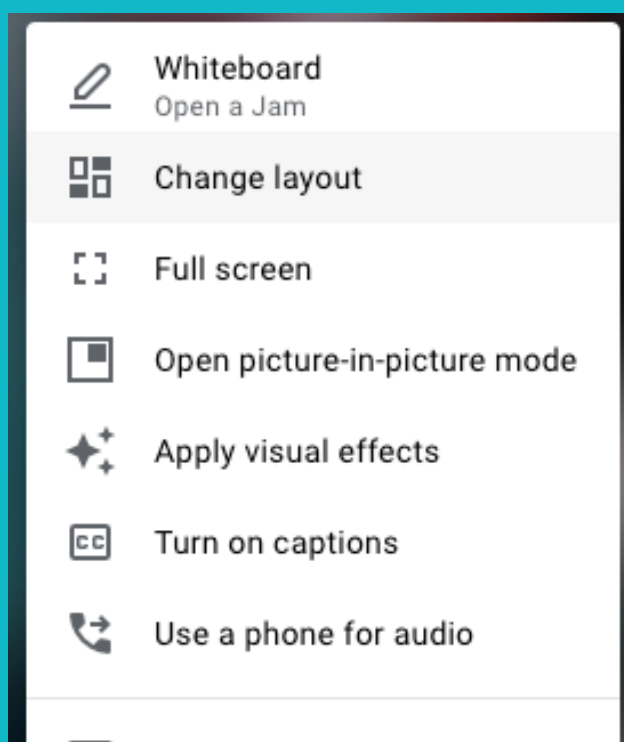 Whiteboard
Open a Jam
Change layout
Full screen
Open picture-in-picture mode
Apply visual effects
CC
Turn on captions
Use a phone for audio